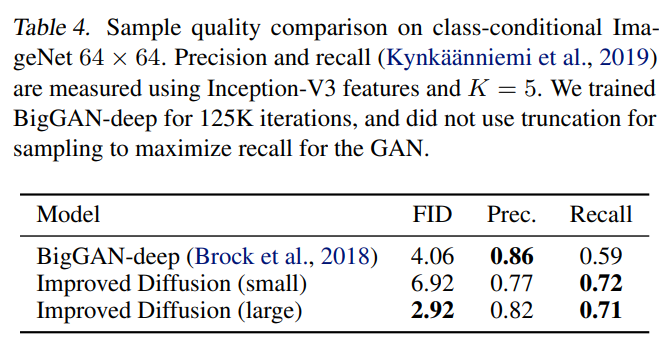 Table 4. Sample quality comparison on class-conditional Ima-
geNet 64 × 64. Precision and recall (Kynkäänniemi et al., 2019)
are measured using Inception-V3 features and K = 5. We trained
BigGAN-deep for 125K iterations, and did not use truncation for
sampling to maximize recall for the GAN.
Model FID Prec. Recall
BigGAN-deep (Brock et al., 2018) 4.06 0.86 0.59
Improved Diffusion (small) 6.92 0.77 0.72
Improved Diffusion (large) 2.92 0.82 0.71